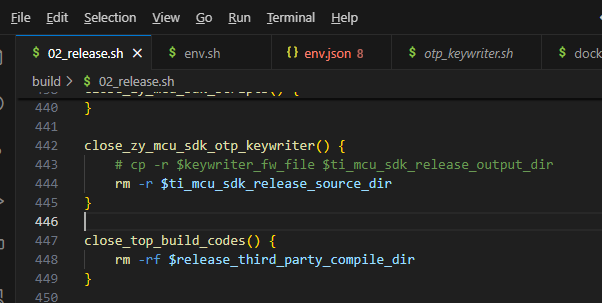 File Edit Selection View Go Run Terminal Help
$ 02_release.sh × $ env.sh {} env.json 8 $ otp_keywriter.sh $ dock
build > $ 02_release.sh
440 }
441
442 close_zy_mcu_sdk_otp_keywriter() {
443 # cp -r $keywriter_fw_file $ti_mcu_sdk_release_output_dir
444 rm -r $ti_mcu_sdk_release_source_dir
445 }
446
447 close_top_build_codes() {
448 rm -rf $release_third_party_compile_dir
449 }
450